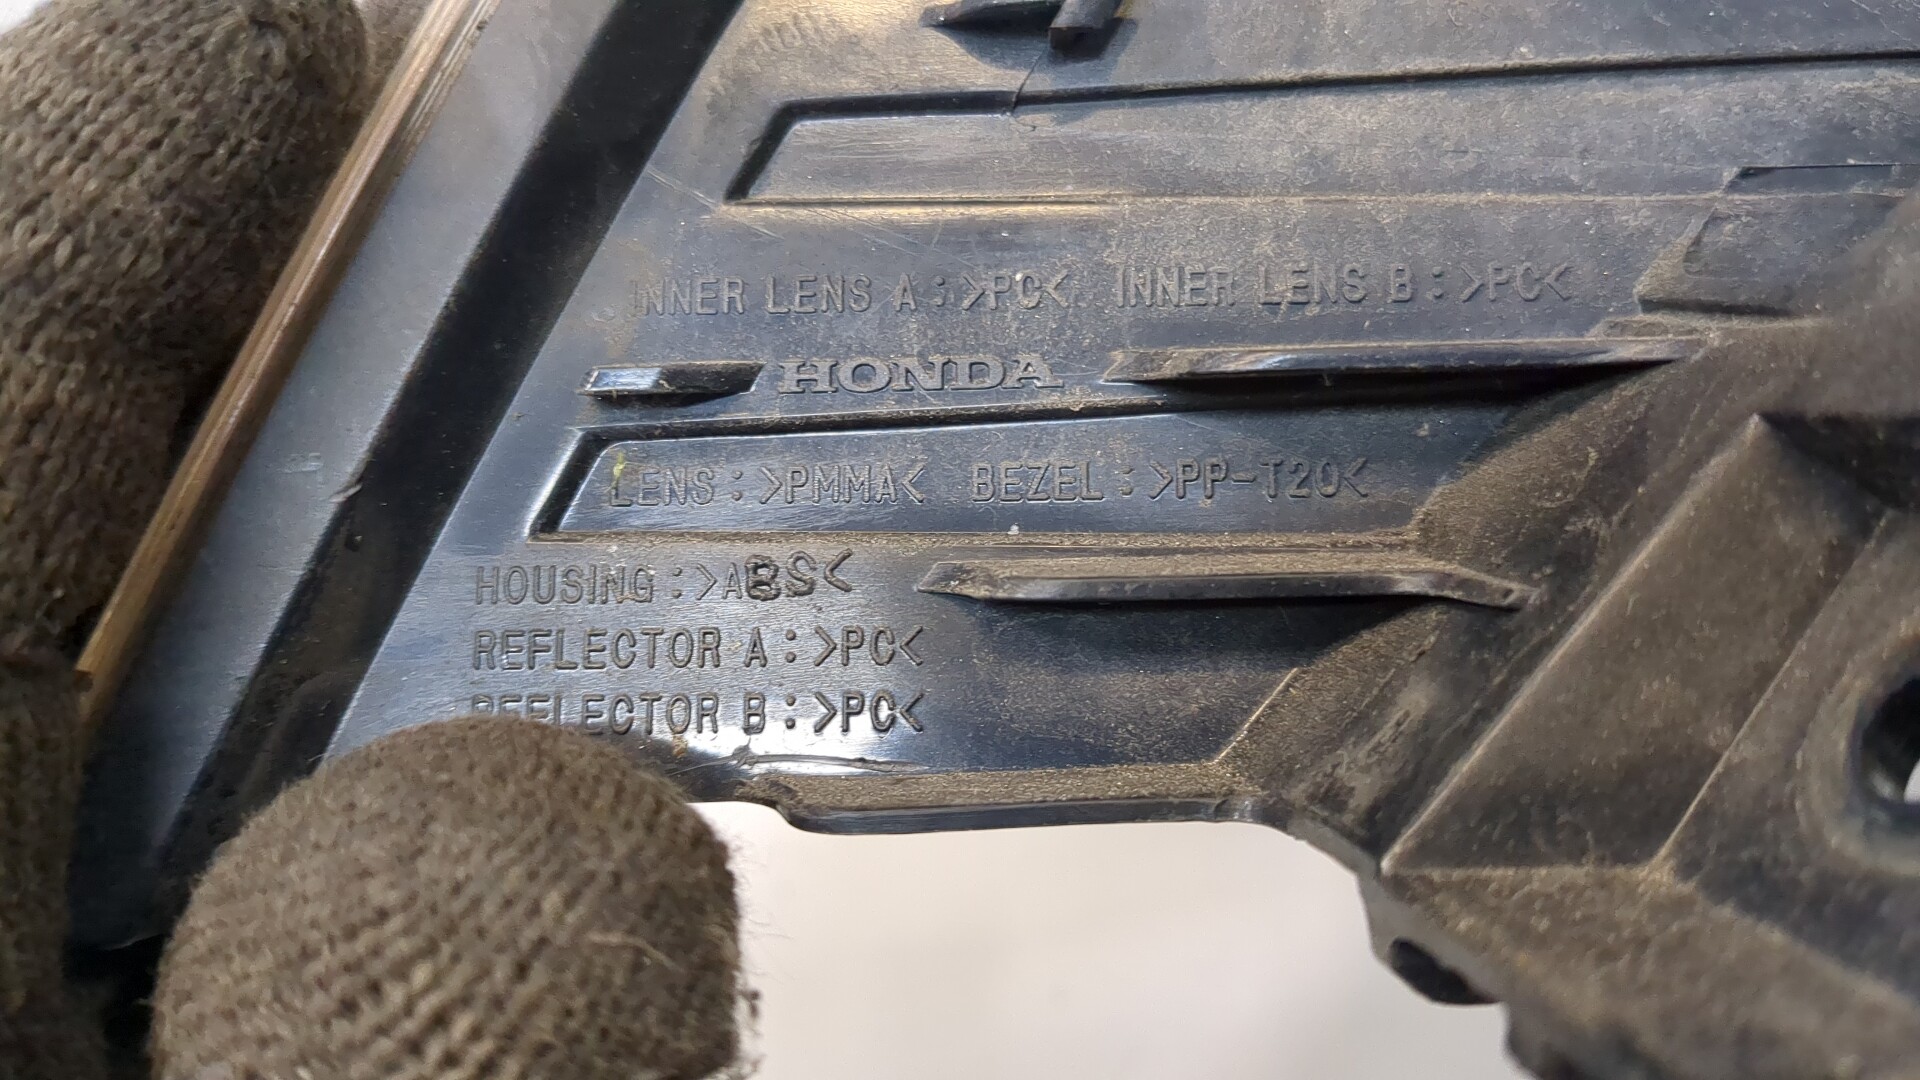 INNER LENS A : >PC< INNER LENS B : >PC<
HONDA
LENS : >PMMA< BEZEL : >PP-T20<
HOUSING : >ABS<
REFLECTOR A : >PC<
REFLECTOR B : >PC<